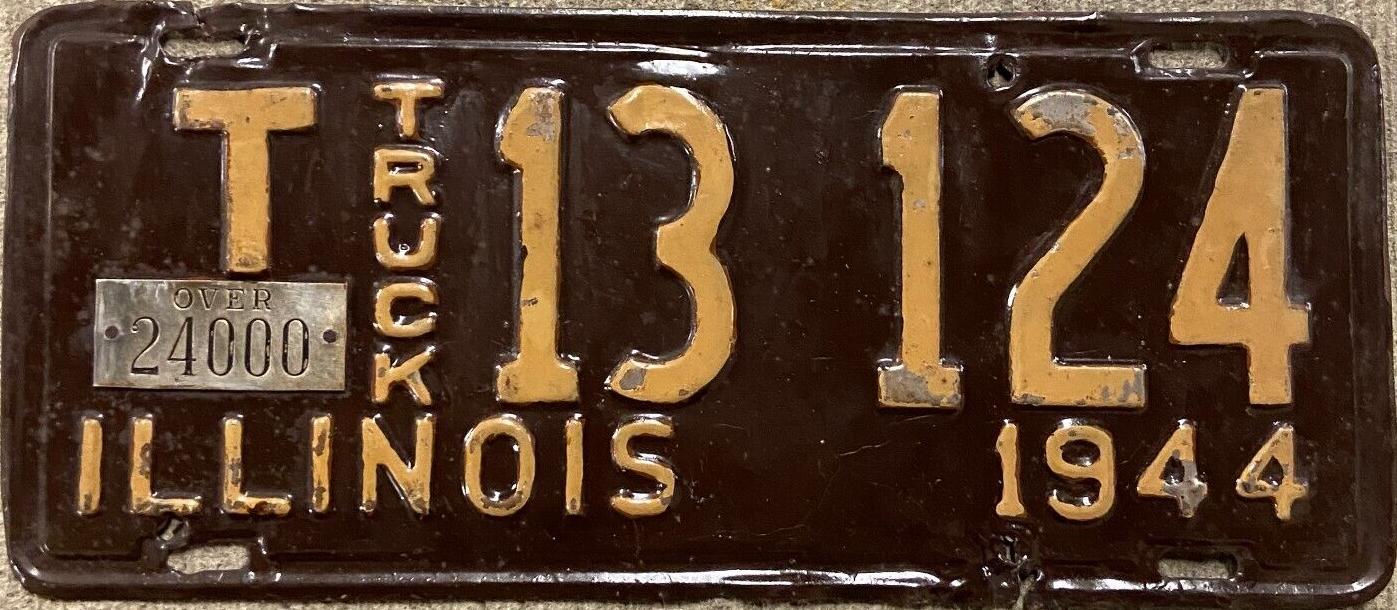 T TRUCK 13 124
OVER
24000
ILLINOIS 1944